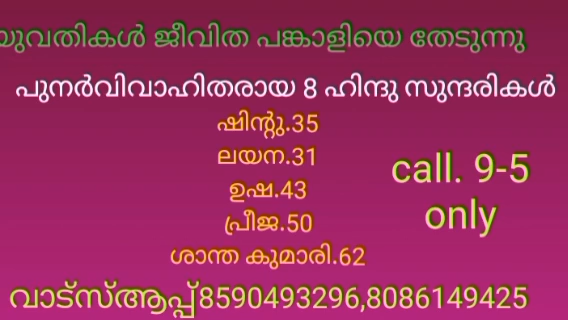 യുവതികൾ ജീവിത പങ്കാളിയെ തേടുന്നു
പുനർവിവാഹിതരായ 8 ഹിന്ദു സുന്ദരികൾ
ഷിന്റു.35
ലയന.31
ഉഷ.43
പ്രീജ.50
ശാന്ത കുമാരി.62
call. 9-5
only
വാട്സ്ആപ്പ്8590493296,8086149425